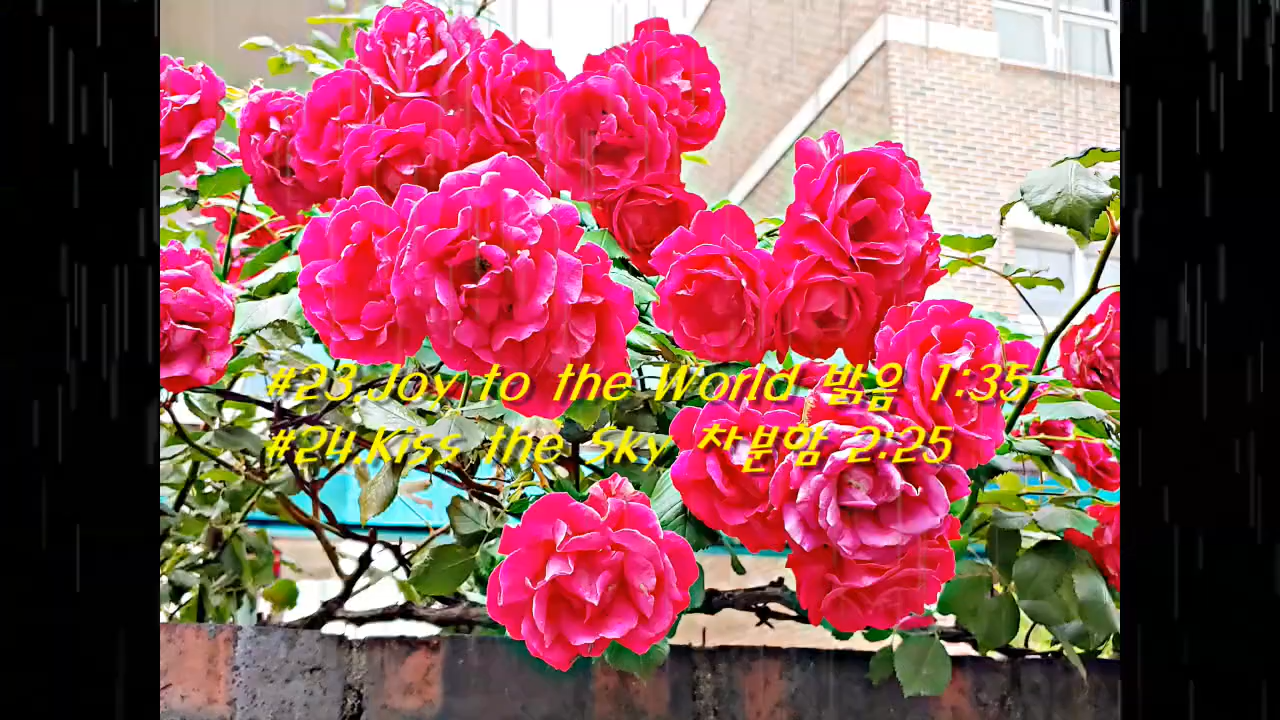 #23.Joy to the World 밝음 1:35
#24.Kiss the Sky 차분함 2:25